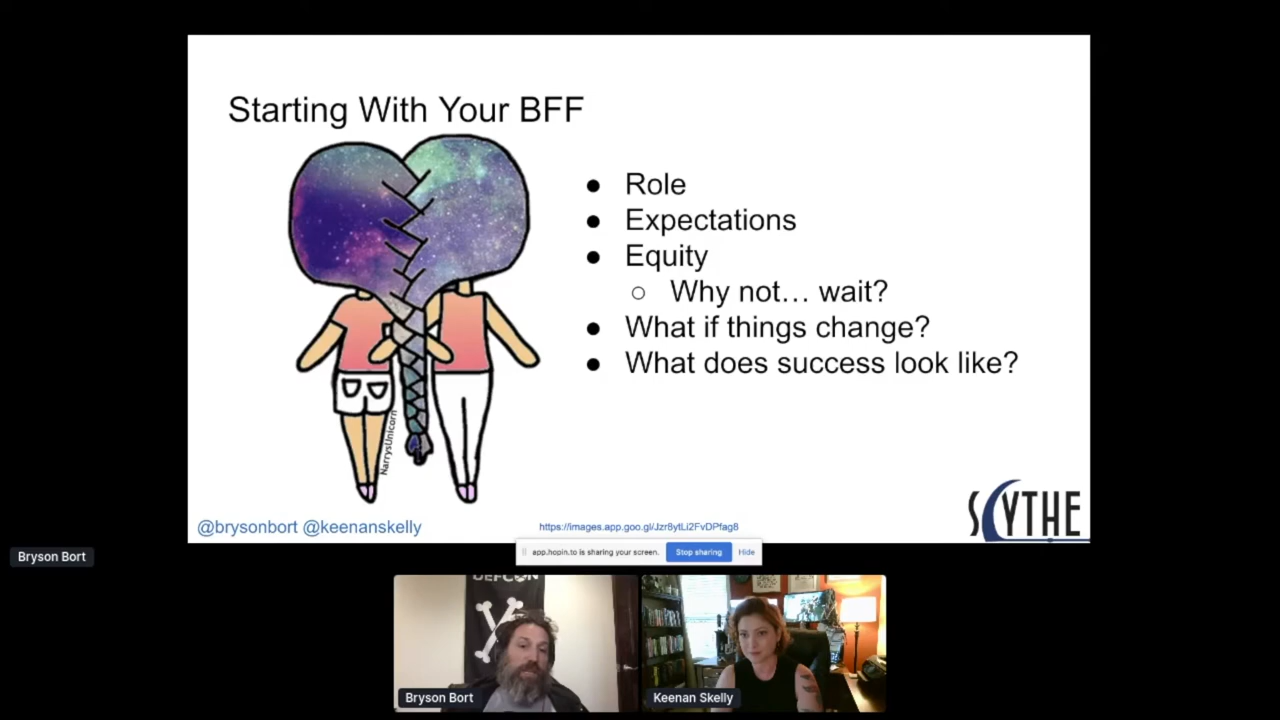 Starting With Your BFF
● Role
● Expectations
● Equity
○ Why not... wait?
● What if things change?
● What does success look like?
NarrysUnicorn
@brysonbort @keenanskelly
https://images.app.goo.gl/Jzr8ytLi2FvDPfag8
SCYTHE
app.hopin.to is sharing your screen.
Stop sharing
Hide
Bryson Bort
DEFCON
Bryson Bort
Keenan Skelly